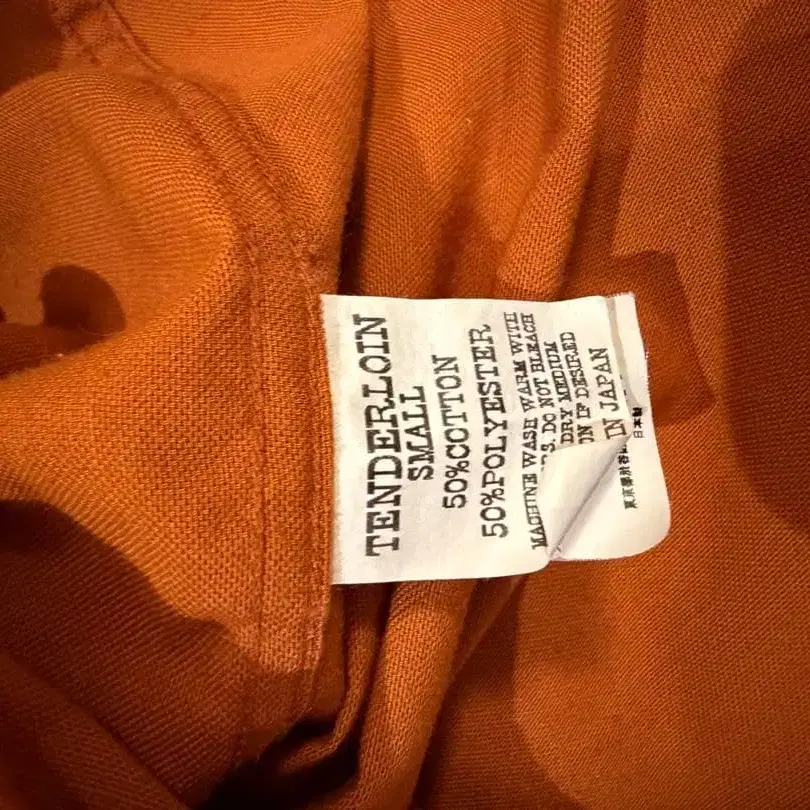 TENDERLOIN
SMALL
50%COTTON
50%POLYESTER
MACHINE WASH WARM WITH
DO NOT BLEACH
DRY MEDIUM
IF DESIRED
IN JAPAN
日本製